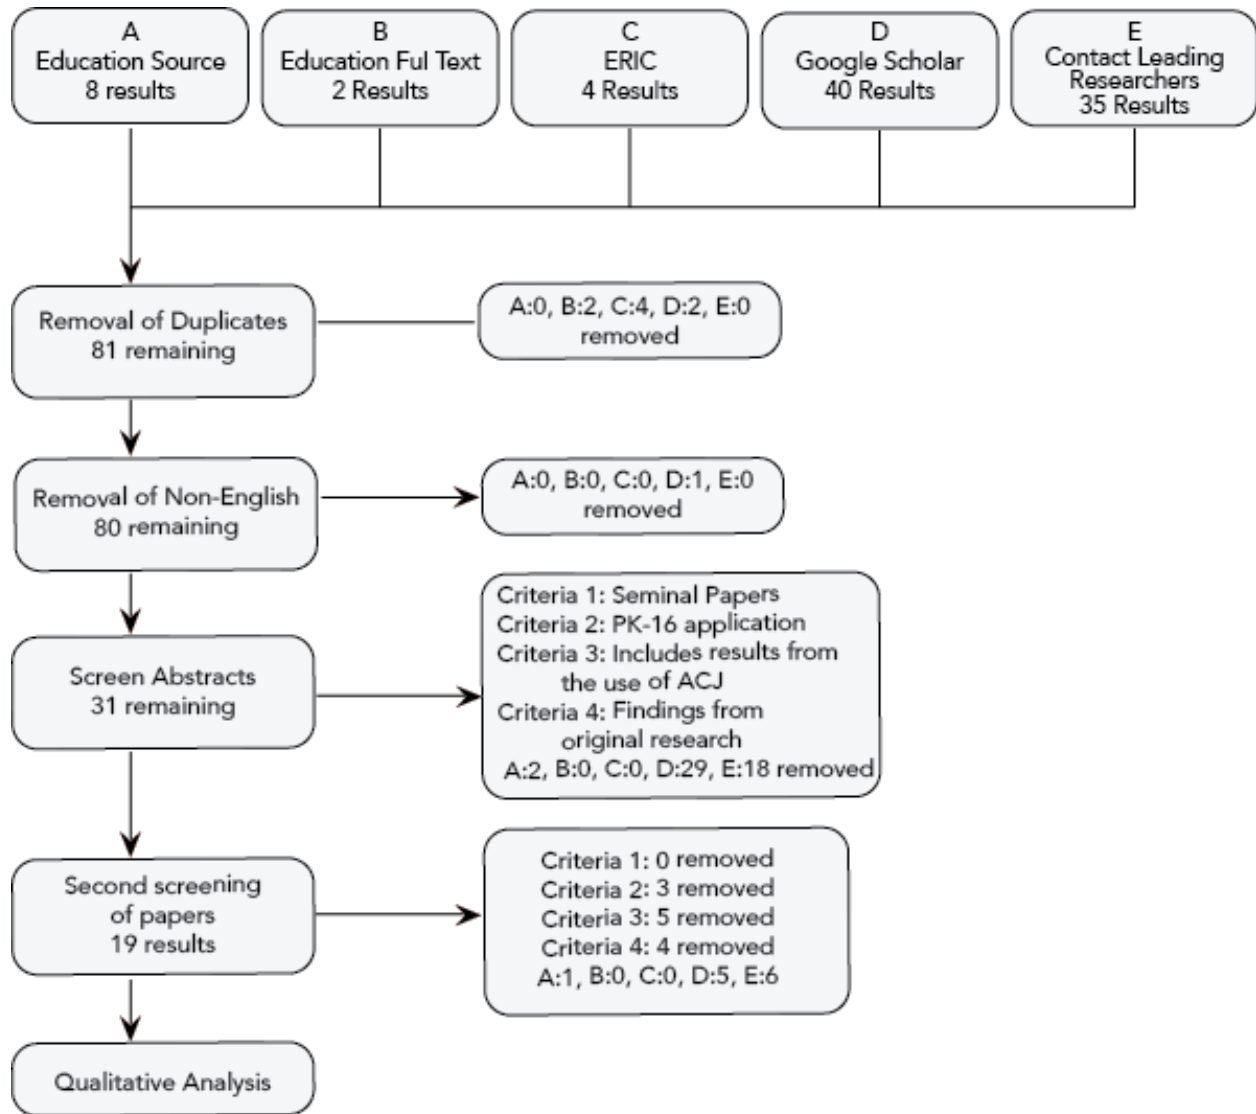 A
Education Source
8 results
B
Education Ful Text
2 Results
C
ERIC
4 Results
D
Google Scholar
40 Results
E
Contact Leading
Researchers
35 Results
Removal of Duplicates
81 remaining
A:0, B:2, C:4, D:2, E:0
removed
Removal of Non-English
80 remaining
A:0, B:0, C:0, D:1, E:0
removed
Screen Abstracts
31 remaining
Criteria 1: Seminal Papers
Criteria 2: PK-16 application
Criteria 3: Includes results from
the use of ACJ
Criteria 4: Findings from
original research
A:2, B:0, C:0, D:29, E:18 removed
Second screening
of papers
19 results
Criteria 1: 0 removed
Criteria 2: 3 removed
Criteria 3: 5 removed
Criteria 4: 4 removed
A:1, B:0, C:0, D:5, E:6
Qualitative Analysis